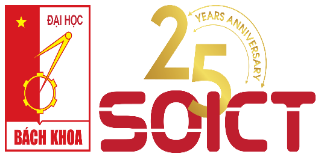 ĐẠI HỌC
BÁCH KHOA
25
YEARS ANNIVERSARY
SOICT